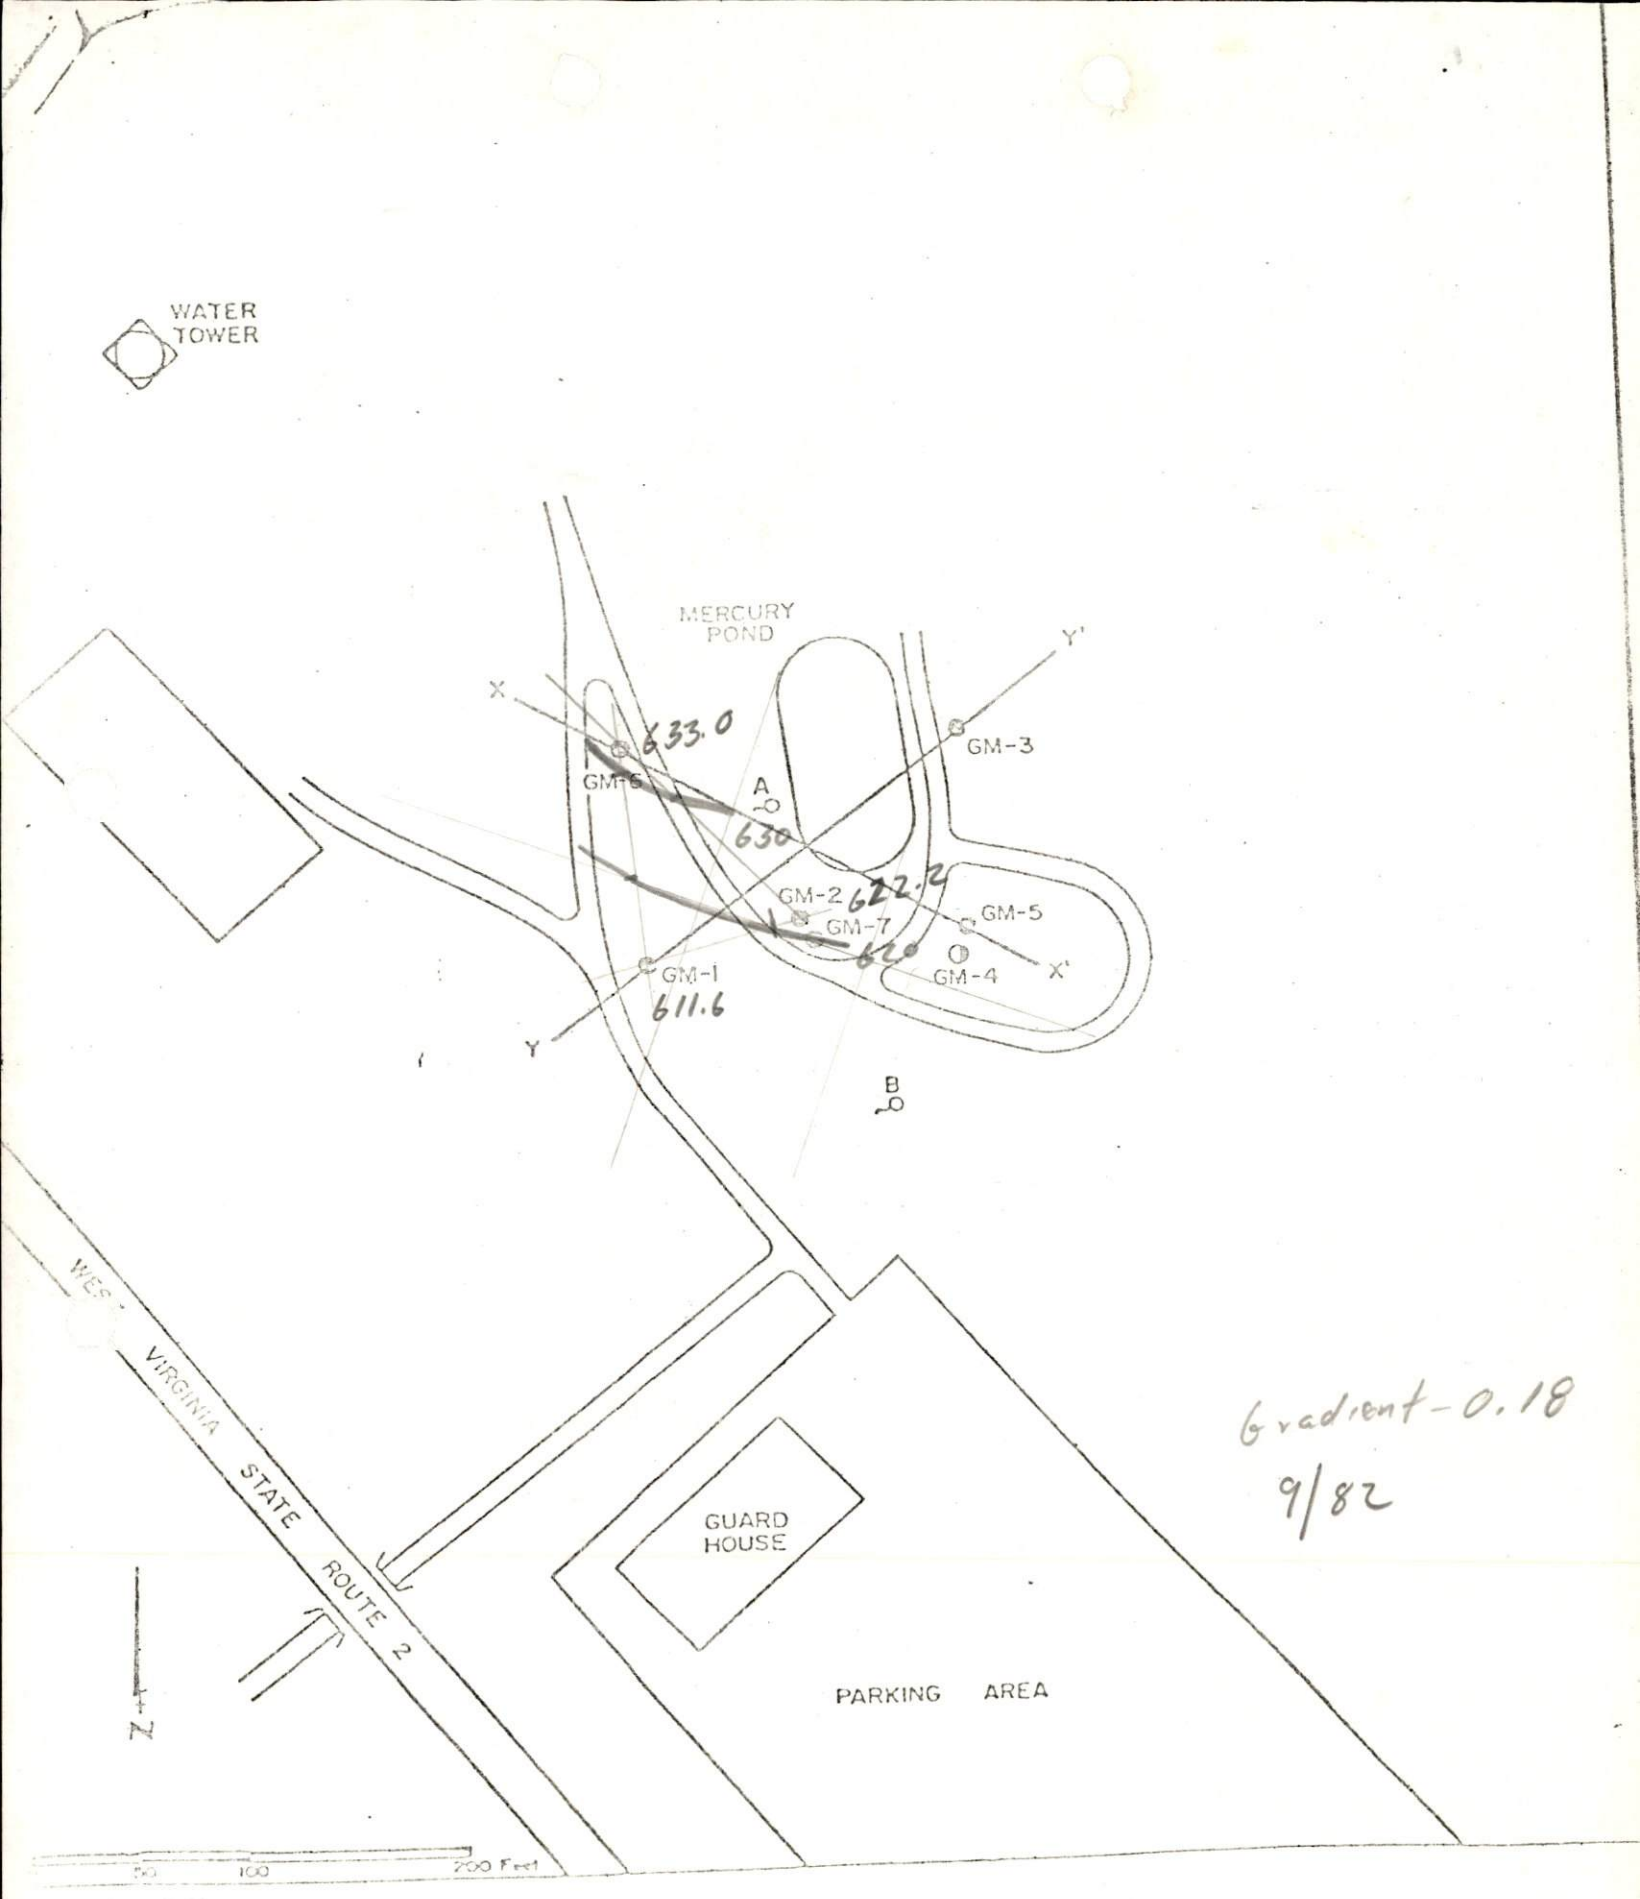 WATER
TOWER
MERCURY
POND
Y'
X
633.0
GM-3
GM-6
A
630
GM-2
622.2
GM-5
GM-7
620
GM-4
X'
GM-1
611.6
Y
B
WEST VIRGINIA STATE ROUTE 2
Gradient - 0.18
9/82
GUARD
HOUSE
PARKING AREA
N
50 100 200 Feet